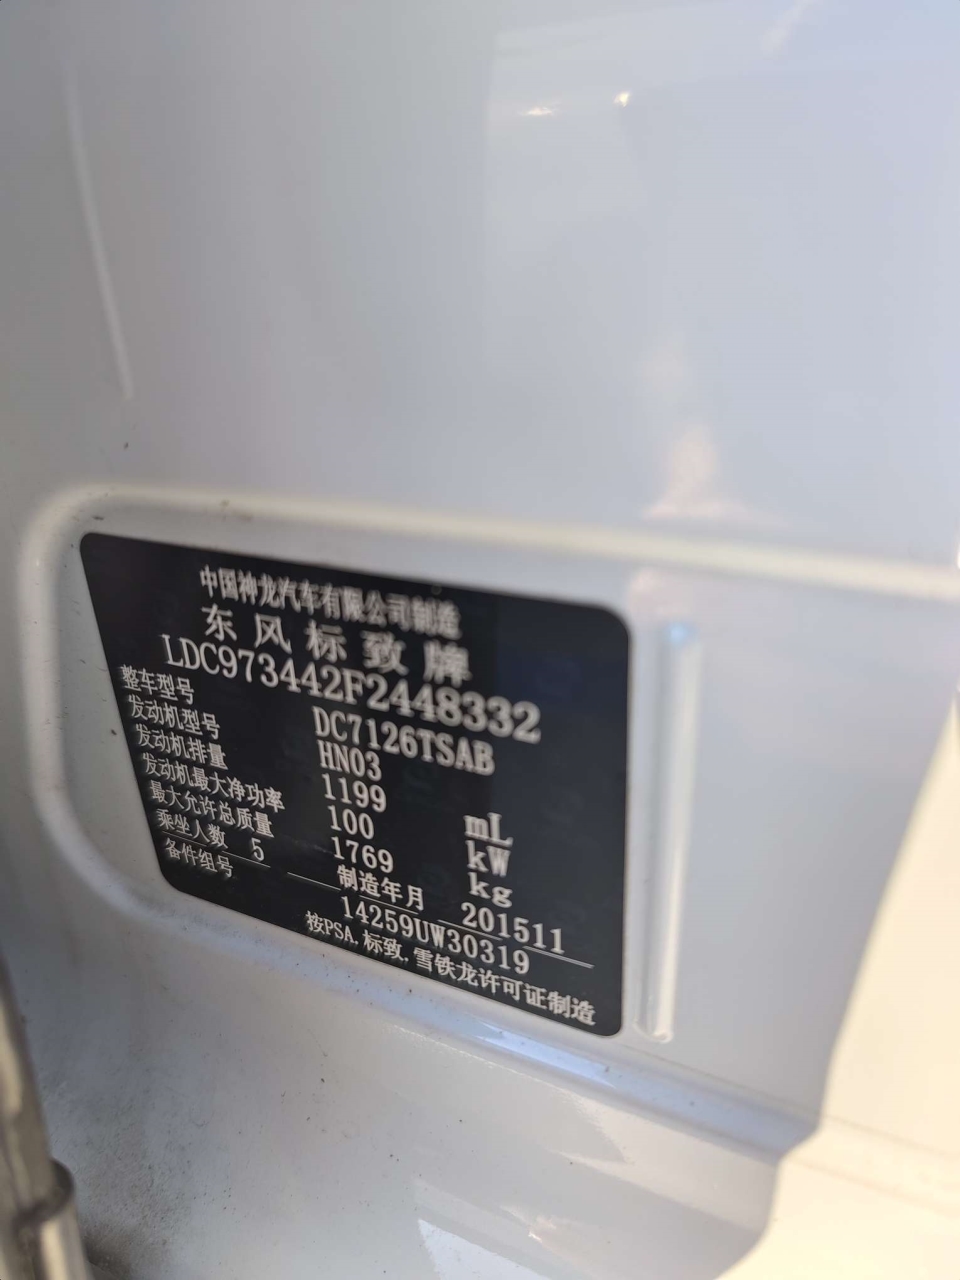 中国神龙汽车有限公司制造
东风标致牌
LDC973442F2448332
整车型号 DC7126TSAB
发动机型号 HN03
发动机排量 1199 mL
发动机最大净功率 100 kW
最大允许总质量 1769 kg
乘坐人数 5 制造年月 201511
备件组号 14259UW30319
按PSA.标致.雪铁龙许可证制造